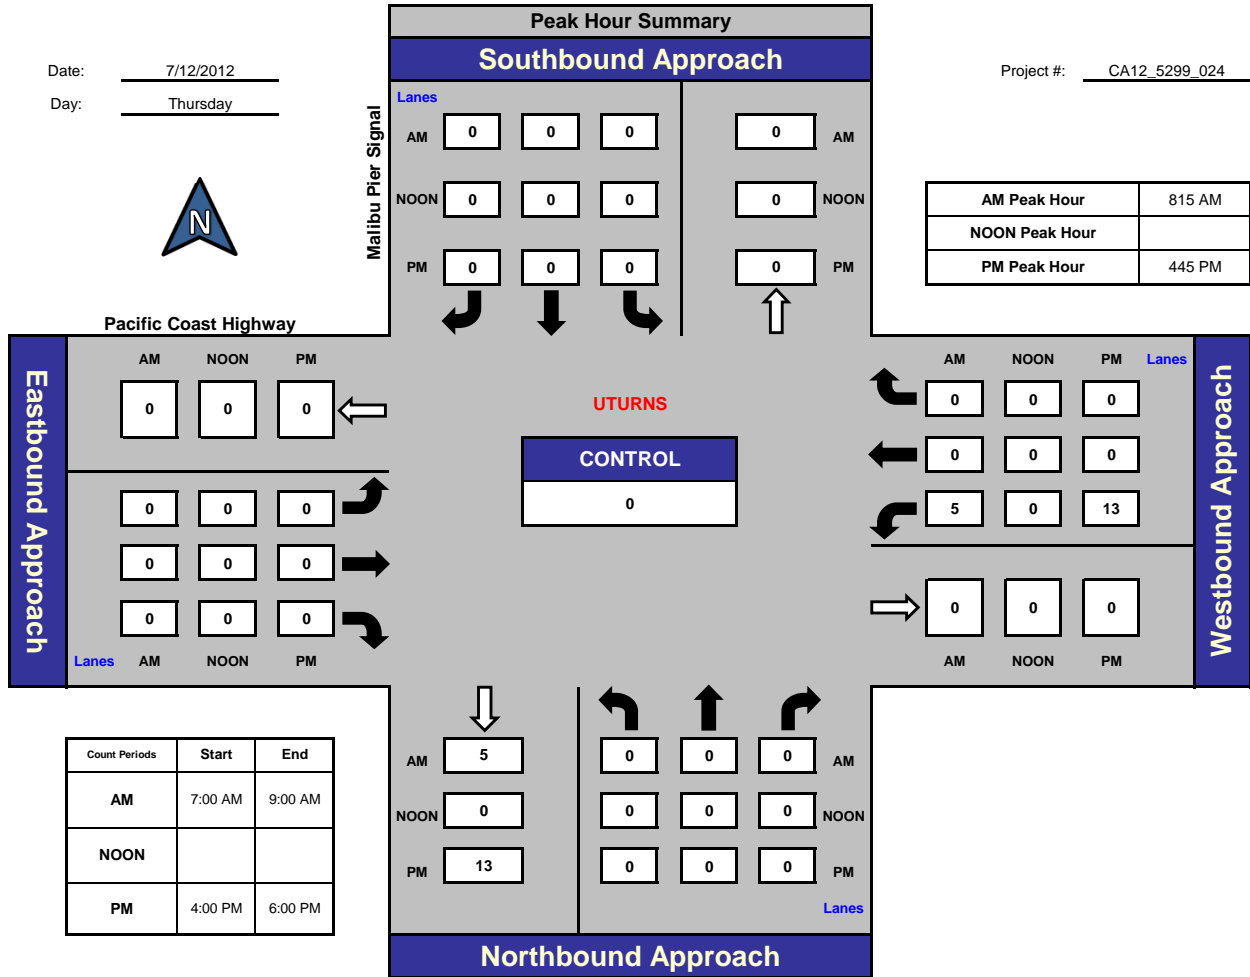 Peak Hour Summary
Southbound Approach
Date: 7/12/2012
Day: Thursday
Project #: CA12_5299_024
N
Malibu Pier Signal
Lanes
AM 0 0 0 0 AM
NOON 0 0 0 0 NOON
PM 0 0 0 0 PM
AM Peak Hour 815 AM
NOON Peak Hour
PM Peak Hour 445 PM
Pacific Coast Highway
Eastbound Approach
AM NOON PM
0 0 0
0 0 0
0 0 0
0 0 0
Lanes AM NOON PM
UTURNS
CONTROL
0
AM NOON PM Lanes
0 0 0
0 0 0
5 0 13
0 0 0
AM NOON PM
Westbound Approach
Count Periods Start End
AM 7:00 AM 9:00 AM
NOON
PM 4:00 PM 6:00 PM
AM 5 0 0 0 AM
NOON 0 0 0 0 NOON
PM 13 0 0 0 PM
Lanes
Northbound Approach